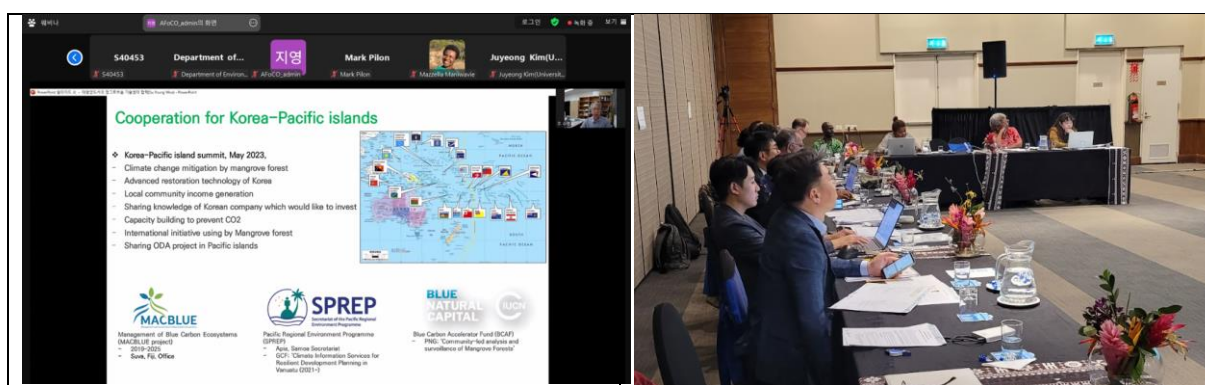 웨비나
AFoCO_admin의 화면
로그인
녹화 중
보기
S40453
Department of...
지영
Mark Pilon
Juyeong Kim(U...
S40453
Department of Environ...
AFoCO_admin
Mark Pilon
Mazzella Maniwavie
Juyeong Kim(Universit...
Cooperation for Korea-Pacific islands
❖ Korea-Pacific island summit, May 2023,
- Climate change mitigation by mangrove forest
- Advanced restoration technology of Korea
- Local community income generation
- Sharing knowledge of Korean company which would like to invest
- Capacity building to prevent CO2
- International initiative using by Mangrove forest
- Sharing ODA project in Pacific islands
MACBLUE
Management of Blue Carbon Ecosystems
(MACBLUE project)
- 2019-2025
- Suva, Fiji, Office
SPREP
Secretariat of the Pacific Regional
Environment Programme
Pacific Regional Environment Programme
(SPREP)
- Apia, Samoa Secretariat
- GCF: 'Climate Information Services for
Resilient Development Planning in
Vanuatu (2021-)
BLUE
NATURAL
CAPITAL
IUCN
Blue Carbon Accelerator Fund (BCAF)
- PNG: 'Community-led analysis and
surveillance of Mangrove Forests'